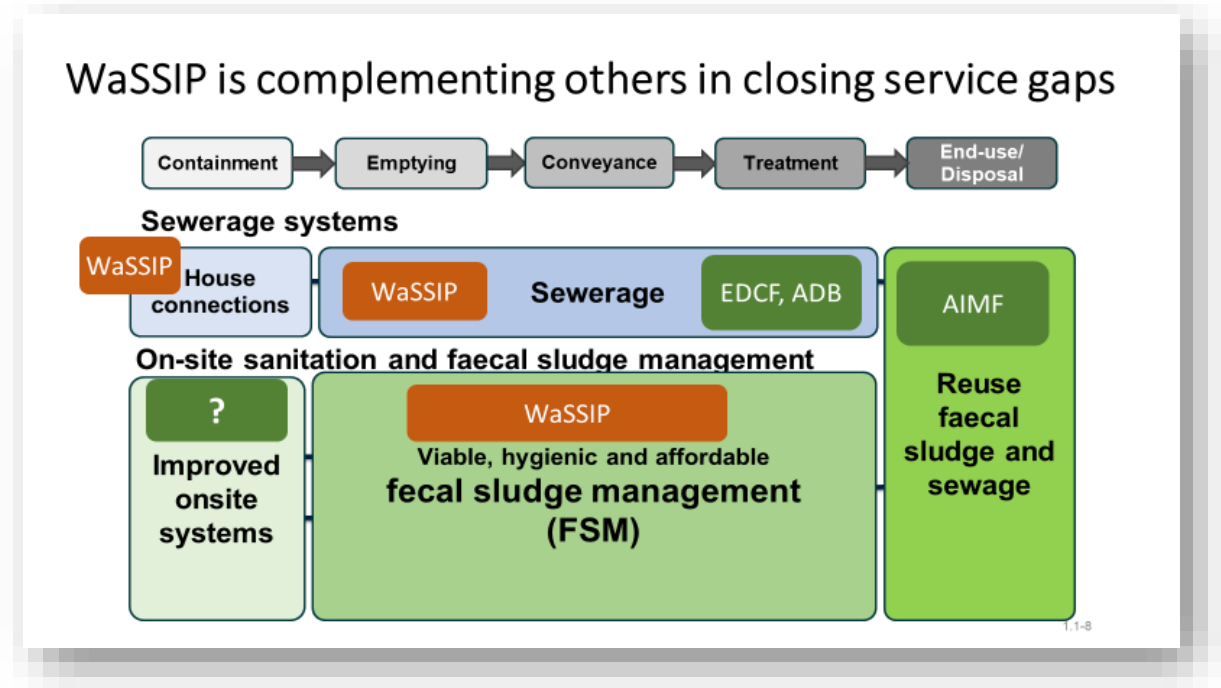 WaSSIP is complementing others in closing service gaps
Containment
Emptying
Conveyance
Treatment
End-use/
Disposal
Sewerage systems
WaSSIP
House
connections
WaSSIP
Sewerage
EDCF, ADB
AIMF
On-site sanitation and faecal sludge management
?
Improved
onsite
systems
WaSSIP
Viable, hygienic and affordable
fecal sludge management
(FSM)
Reuse
faecal
sludge and
sewage
1.1-8